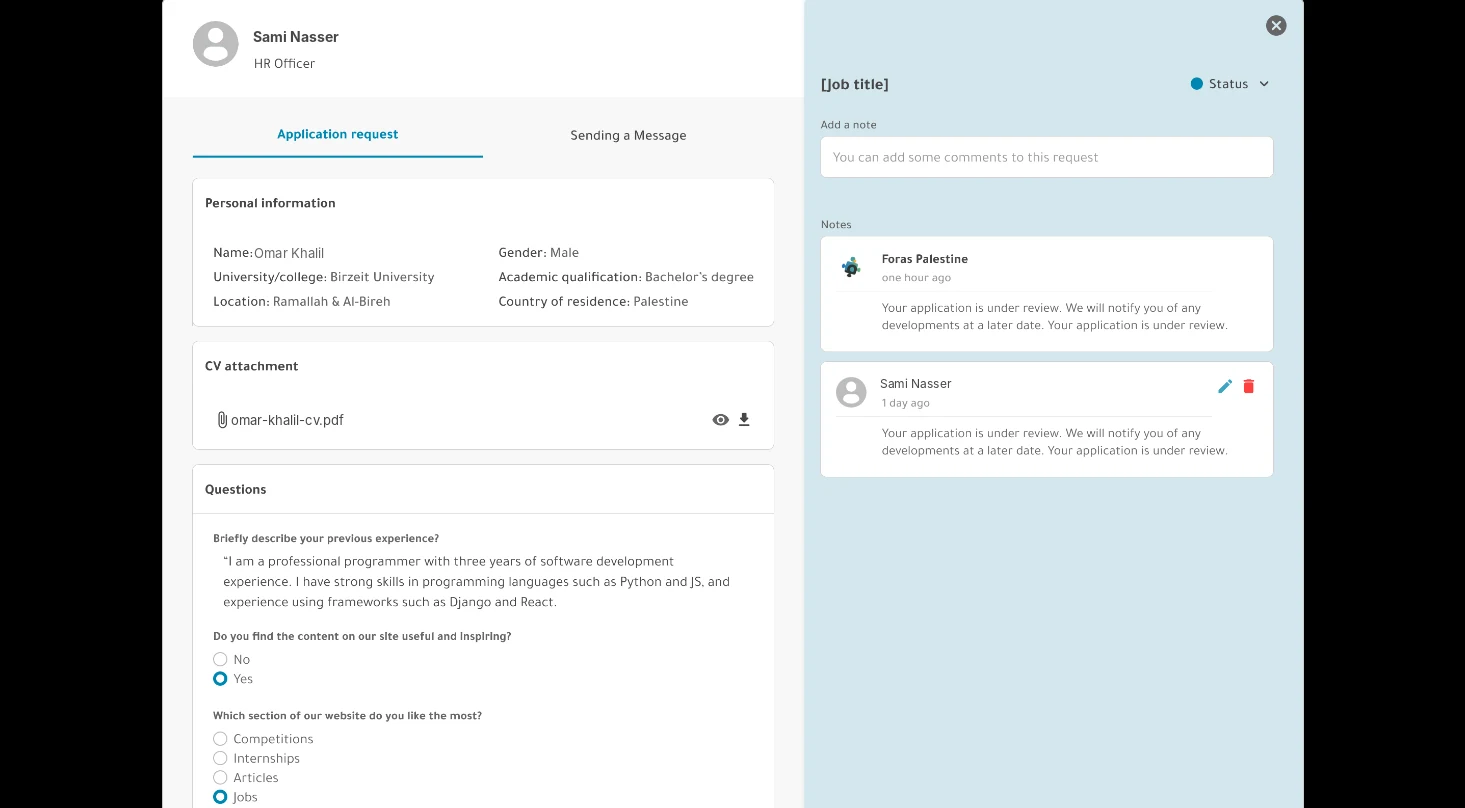 Sami Nasser
HR Officer
Application request
Sending a Message
Personal information
Name:Omar Khalil
Gender: Male
University/college: Birzeit University
Academic qualification: Bachelor's degree
Location: Ramallah & Al-Bireh
Country of residence: Palestine
CV attachment
omar-khalil-cv.pdf
Questions
Briefly describe your previous experience?
“I am a professional programmer with three years of software development
experience. I have strong skills in programming languages such as Python and JS, and
experience using frameworks such as Django and React.
Do you find the content on our site useful and inspiring?
No
Yes
Which section of our website do you like the most?
Competitions
Internships
Articles
Jobs
[Job title]
Status
Add a note
You can add some comments to this request
Notes
Foras Palestine
one hour ago
Your application is under review. We will notify you of any
developments at a later date. Your application is under review.
Sami Nasser
1 day ago
Your application is under review. We will notify you of any
developments at a later date. Your application is under review.